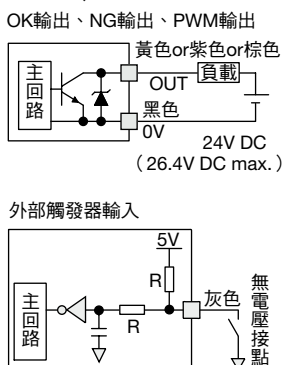 OK輸出、NG輸出、PWM輸出
黃色or紫色or棕色
主回路
OUT
負載
黑色
0V
24V DC
（26.4V DC max.）
外部觸發器輸入
5V
R
灰色
主回路
R
無電壓接點